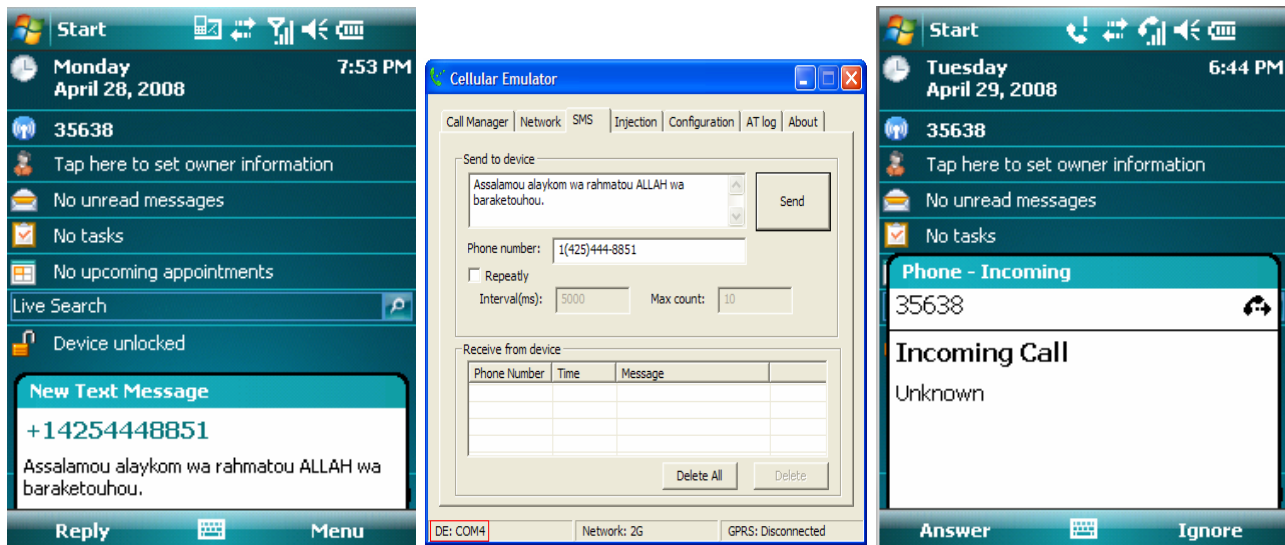 Start
Monday 7:53 PM
April 28, 2008
35638
Tap here to set owner information
No unread messages
No tasks
No upcoming appointments
Live Search
Device unlocked
New Text Message
+14254448851
Assalamou alaykom wa rahmatou ALLAH wa
baraketouhou.
Reply Menu
Cellular Emulator
Call Manager Network SMS Injection Configuration AT log About
Send to device
Assalamou alaykom wa rahmatou ALLAH wa
baraketouhou.
Send
Phone number: 1(425)444-8851
Repeatly
Interval(ms): 5000 Max count: 10
Receive from device
Phone Number Time Message
Delete All Delete
DE: COM4 Network: 2G GPRS: Disconnected
Start
Tuesday 6:44 PM
April 29, 2008
35638
Tap here to set owner information
No unread messages
No tasks
Phone - Incoming
35638
Incoming Call
Unknown
Answer Ignore